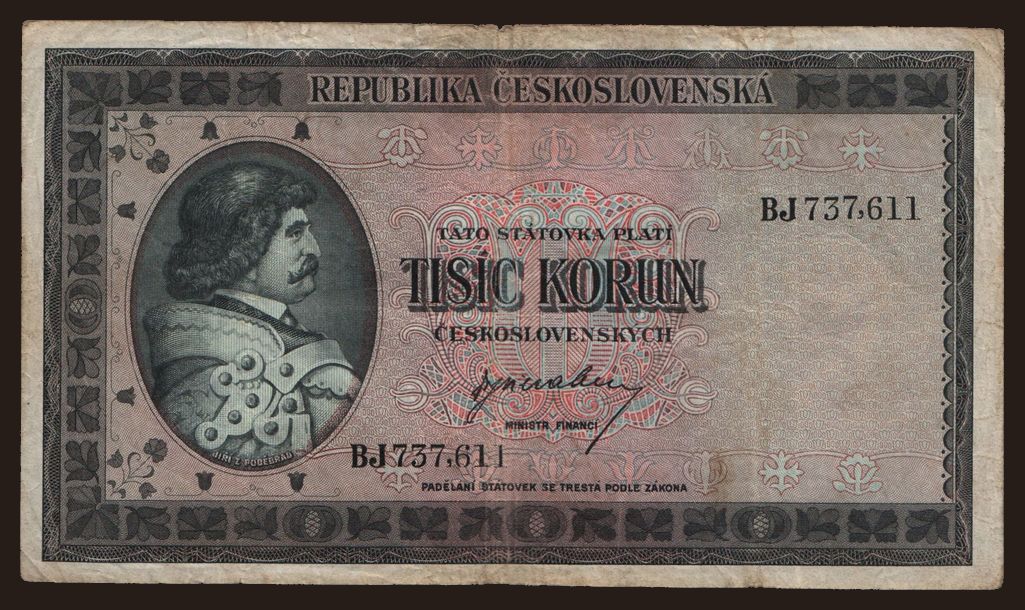 REPUBLIKA ČESKOSLOVENSKÁ
BJ 737,611
TATO STÁTOVKA PLATÍ
TISÍC KORUN
ČESKOSLOVENSKÝCH
MINISTR FINANCÍ
BJ 737,611
JIŘÍ Z PODĚBRAD
PADĚLÁNÍ STÁTOVEK SE TRESTÁ PODLE ZÁKONA